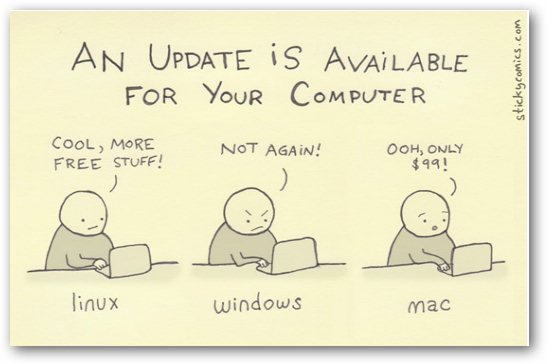 AN UPDATE iS AVAiLABLE
FOR YOUR COMPUTER
stickycomics.com
COOL, MORE
FREE STUFF!
NOT AGAiN!
OOH, ONLY
$99!
linux
windows
mac